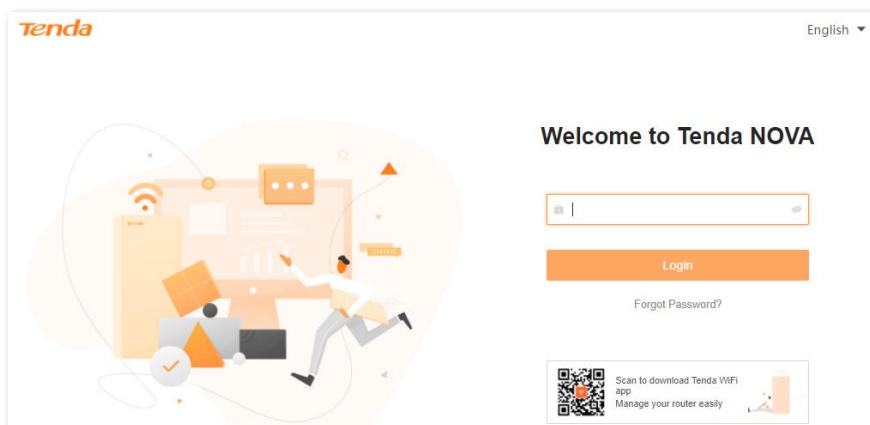 Tenda
English
Welcome to Tenda NOVA
Login
Forgot Password?
Scan to download Tenda WiFi
app
Manage your router easily